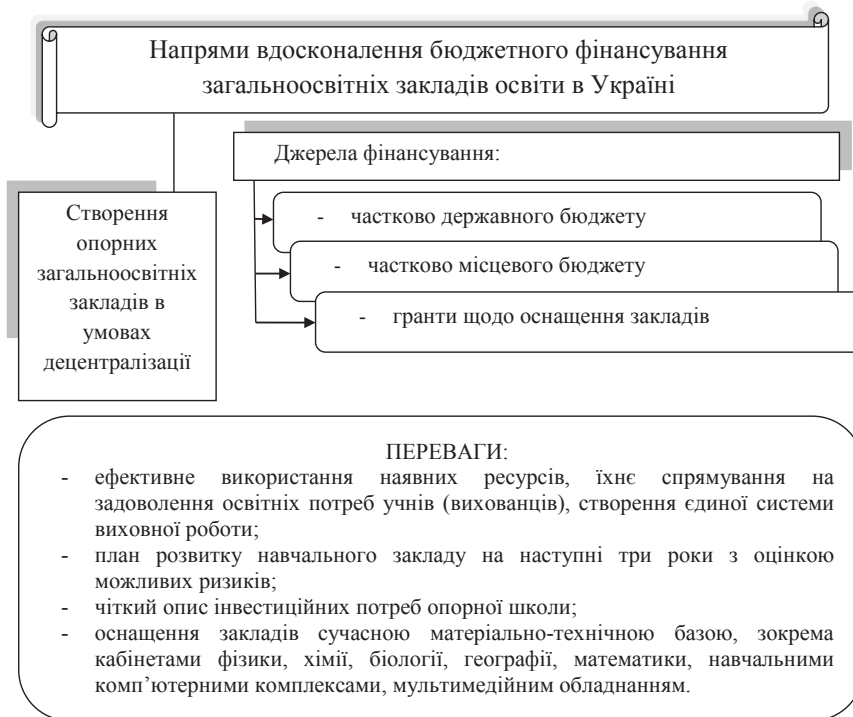 Напрями вдосконалення бюджетного фінансування
загальноосвітніх закладів освіти в Україні
Джерела фінансування:
- частково державного бюджету
- частково місцевого бюджету
- гранти щодо оснащення закладів
Створення
опорних
загальноосвітніх
закладів в
умовах
децентралізації
ПЕРЕВАГИ:
- ефективне використання наявних ресурсів, їхнє спрямування на
задоволення освітніх потреб учнів (вихованців), створення єдиної системи
виховної роботи;
- план розвитку навчального закладу на наступні три роки з оцінкою
можливих ризиків;
- чіткий опис інвестиційних потреб опорної школи;
- оснащення закладів сучасною матеріально-технічною базою, зокрема
кабінетами фізики, хімії, біології, географії, математики, навчальними
комп’ютерними комплексами, мультимедійним обладнанням.